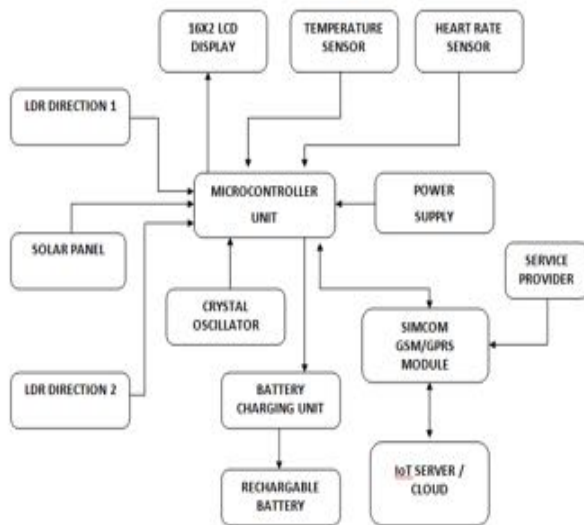 16X2 LCD
DISPLAY
TEMPERATURE
SENSOR
HEART RATE
SENSOR
LDR DIRECTION 1
MICROCONTROLLER
UNIT
POWER
SUPPLY
SOLAR PANEL
SERVICE
PROVIDER
CRYSTAL
OSCILLATOR
SIMCOM
GSM/GPRS
MODULE
LDR DIRECTION 2
BATTERY
CHARGING UNIT
IoT SERVER /
CLOUD
RECHARGABLE
BATTERY